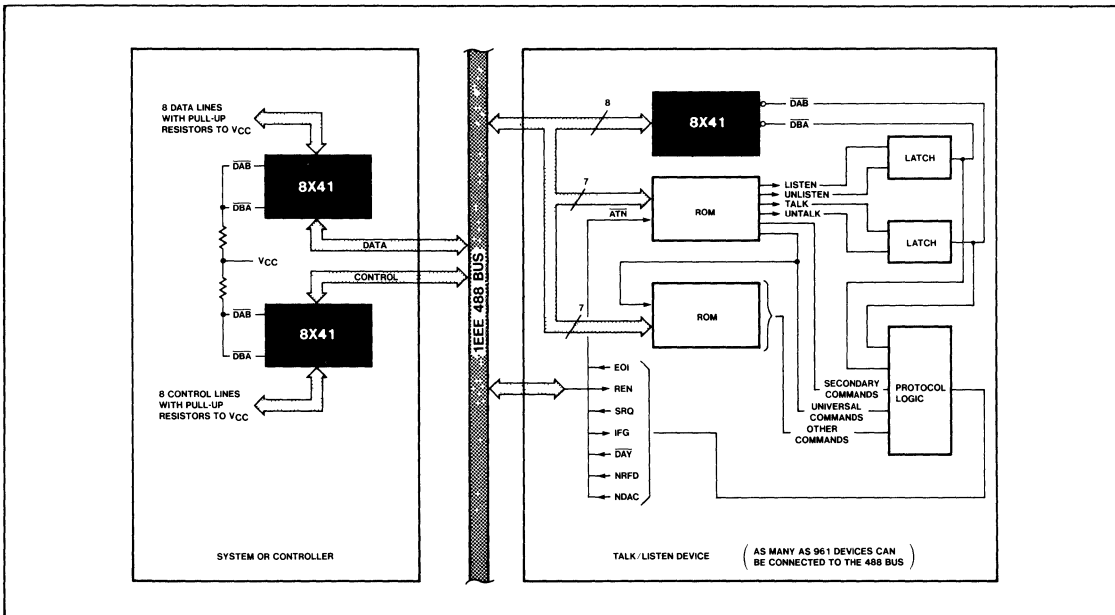 8 DATA LINES
WITH PULL-UP
RESISTORS TO VCC
DAB
8X41
DBA
DATA
VCC
CONTROL
DAB
8X41
DBA
8 CONTROL LINES
WITH PULL-UP
RESISTORS TO VCC
SYSTEM OR CONTROLLER
IEEE 488 BUS
8
8X41
DAB
DBA
LATCH
7
ATN
ROM
LISTEN
UNLISTEN
TALK
UNTALK
LATCH
7
ROM
EOI
REN
SRQ
IFG
DAY
NRFD
NDAC
SECONDARY
COMMANDS
UNIVERSAL
COMMANDS
OTHER
COMMANDS
PROTOCOL
LOGIC
TALK/LISTEN DEVICE
(AS MANY AS 961 DEVICES CAN
BE CONNECTED TO THE 488 BUS)